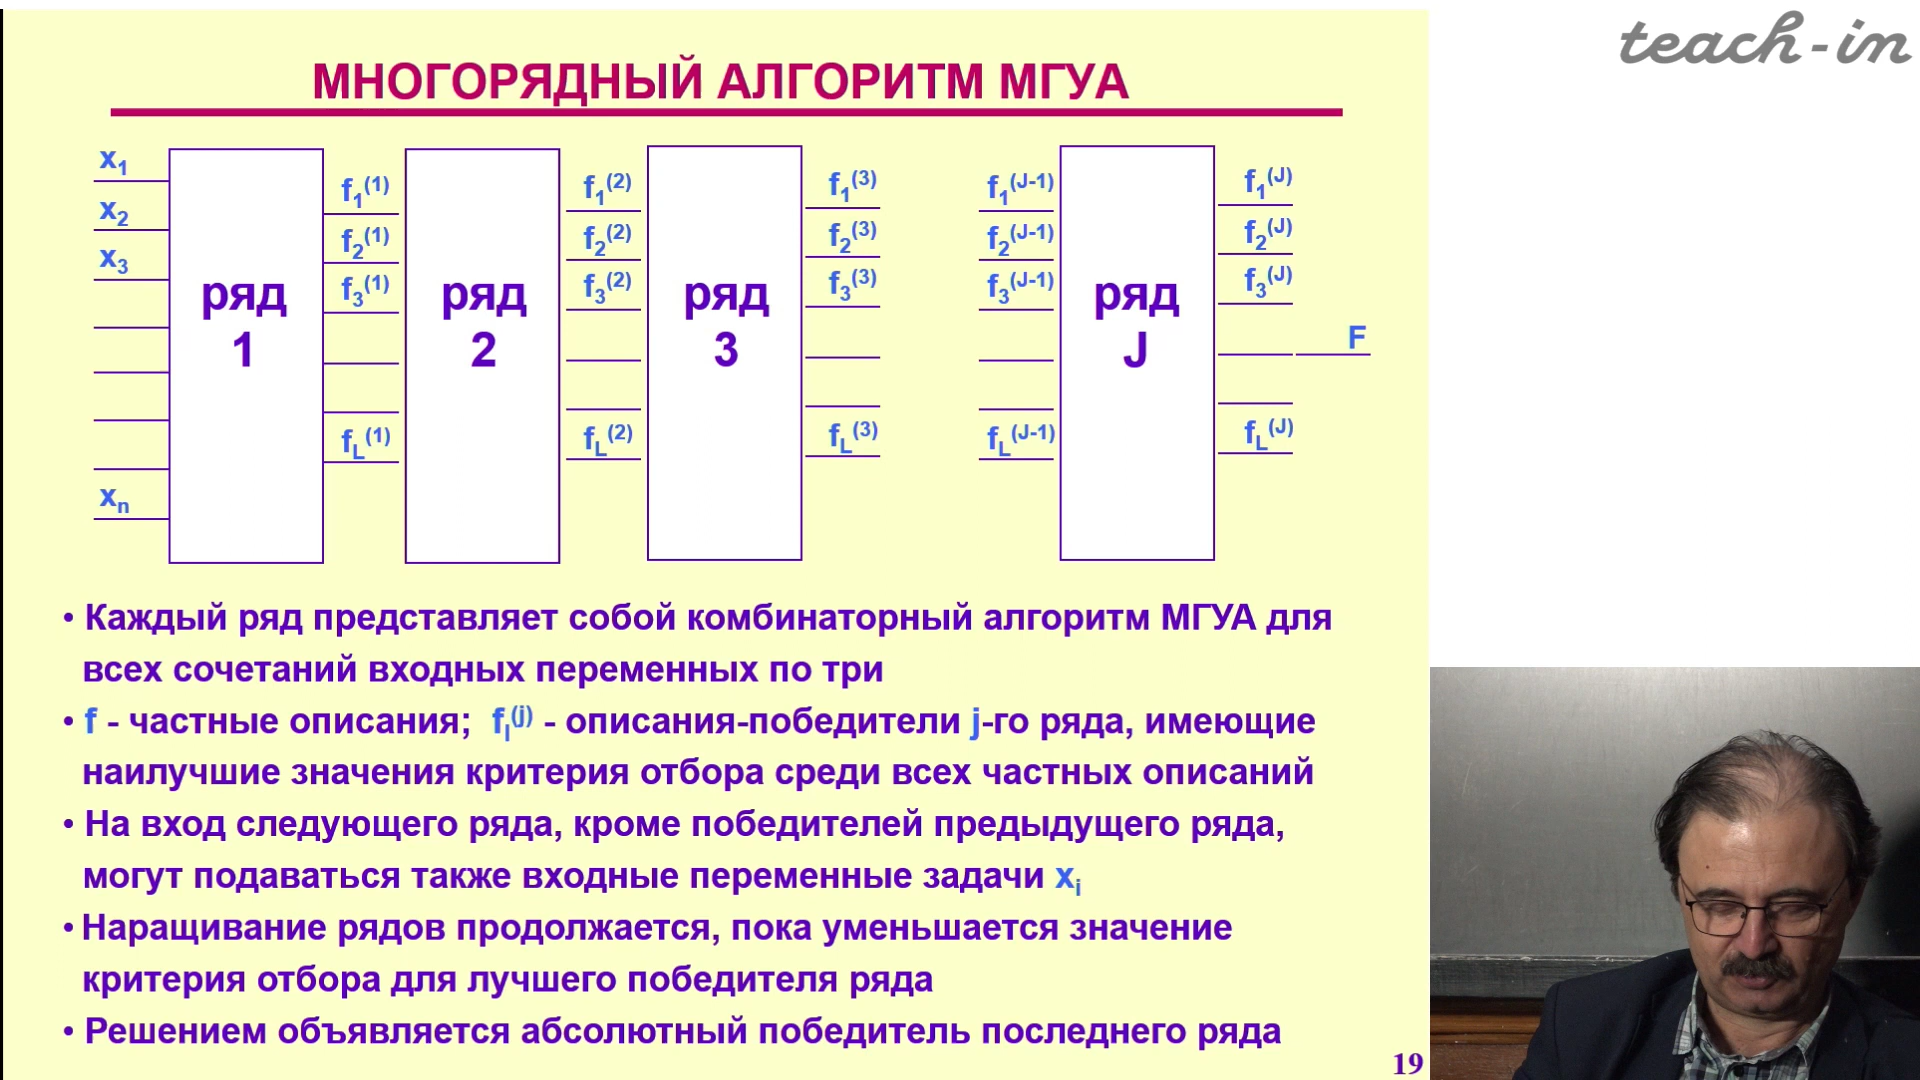 teach-in
МНОГОРЯДНЫЙ АЛГОРИТМ МГУА
x1
x2
x3
xn
ряд
1
f1(1)
f2(1)
f3(1)
fL(1)
ряд
2
f1(2)
f2(2)
f3(2)
fL(2)
ряд
3
f1(3)
f2(3)
f3(3)
fL(3)
f1(J-1)
f2(J-1)
f3(J-1)
fL(J-1)
ряд
J
f1(J)
f2(J)
f3(J)
fL(J)
F
• Каждый ряд представляет собой комбинаторный алгоритм МГУА для
всех сочетаний входных переменных по три
• f - частные описания; fl(j) - описания-победители j-го ряда, имеющие
наилучшие значения критерия отбора среди всех частных описаний
• На вход следующего ряда, кроме победителей предыдущего ряда,
могут подаваться также входные переменные задачи xi
• Наращивание рядов продолжается, пока уменьшается значение
критерия отбора для лучшего победителя ряда
• Решением объявляется абсолютный победитель последнего ряда
19